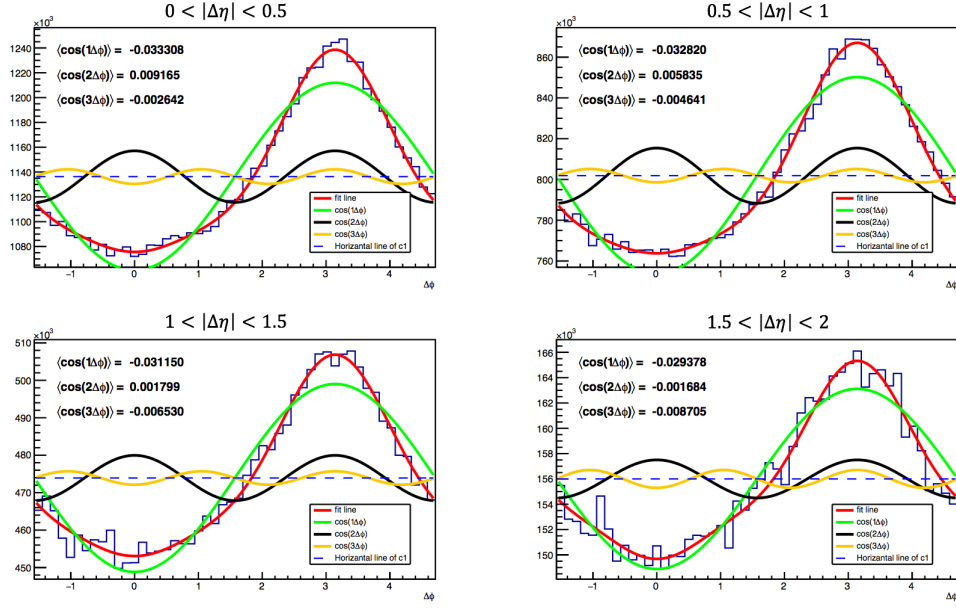 0 < |Δη| < 0.5
×10³
⟨cos(1Δϕ)⟩ = -0.033308
⟨cos(2Δϕ)⟩ = 0.009165
⟨cos(3Δϕ)⟩ = -0.002642
1240
1220
1200
1180
1160
1140
1120
1100
1080
fit line
cos(1Δϕ)
cos(2Δϕ)
cos(3Δϕ)
Horizantal line of c1
−1 0 1 2 3 4
Δϕ
0.5 < |Δη| < 1
×10³
⟨cos(1Δϕ)⟩ = -0.032820
⟨cos(2Δϕ)⟩ = 0.005835
⟨cos(3Δϕ)⟩ = -0.004641
860
840
820
800
780
760
fit line
cos(1Δϕ)
cos(2Δϕ)
cos(3Δϕ)
Horizantal line of c1
−1 0 1 2 3 4
Δϕ
1 < |Δη| < 1.5
×10³
⟨cos(1Δϕ)⟩ = -0.031150
⟨cos(2Δϕ)⟩ = 0.001799
⟨cos(3Δϕ)⟩ = -0.006530
510
500
490
480
470
460
450
fit line
cos(1Δϕ)
cos(2Δϕ)
cos(3Δϕ)
Horizantal line of c1
−1 0 1 2 3 4
Δϕ
1.5 < |Δη| < 2
×10³
⟨cos(1Δϕ)⟩ = -0.029378
⟨cos(2Δϕ)⟩ = -0.001684
⟨cos(3Δϕ)⟩ = -0.008705
166
164
162
160
158
156
154
152
150
fit line
cos(1Δϕ)
cos(2Δϕ)
cos(3Δϕ)
Horizantal line of c1
−1 0 1 2 3 4
Δϕ